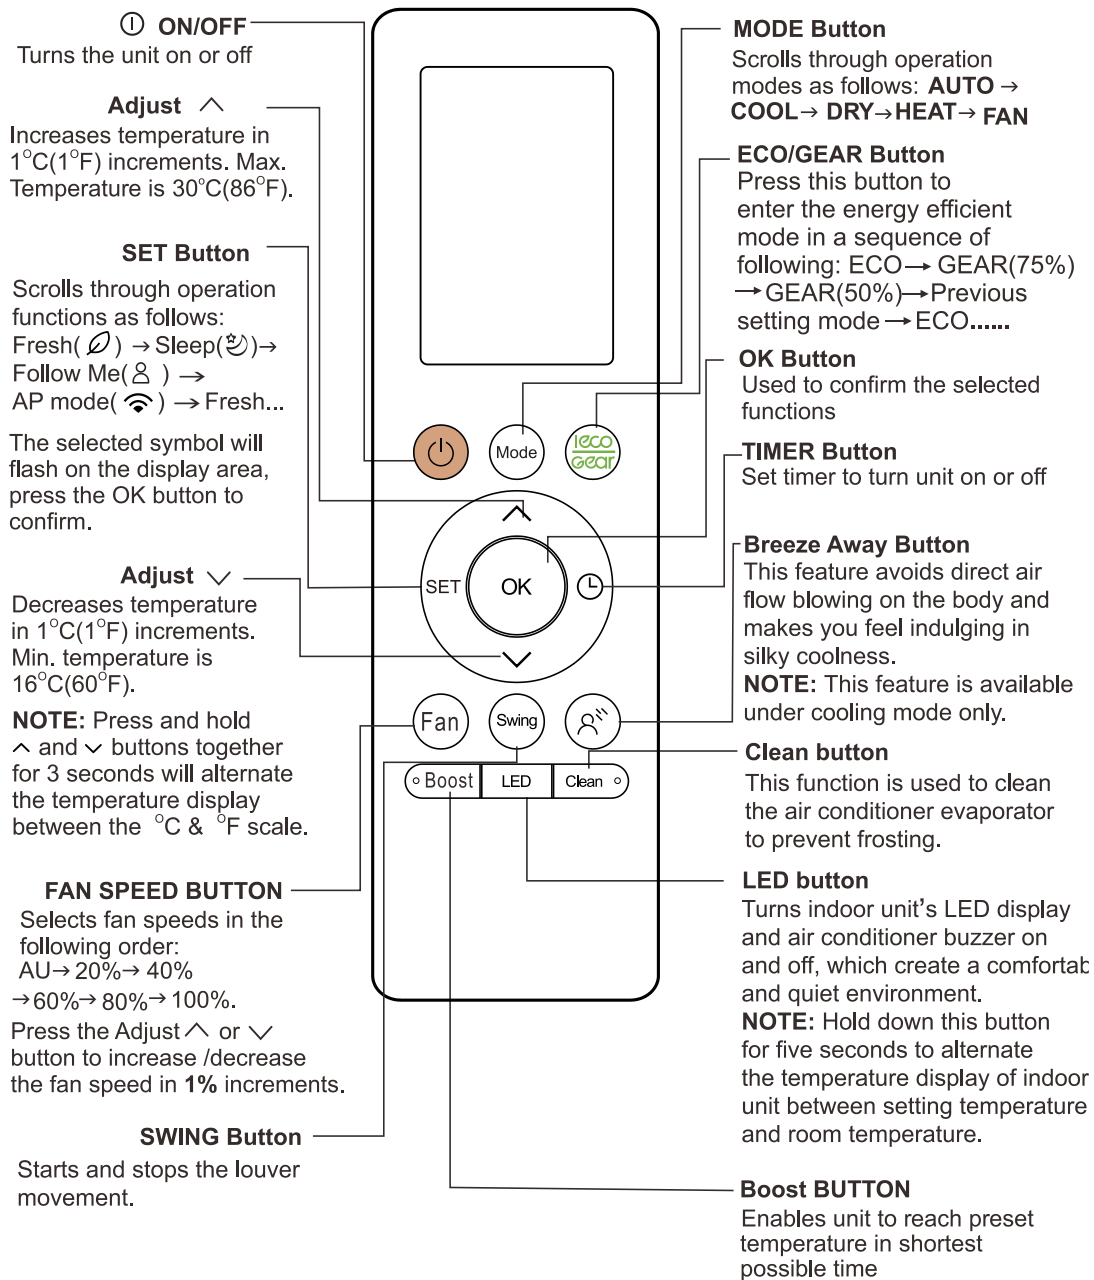 ON/OFF
Turns the unit on or off
Adjust ∧
Increases temperature in
1°C(1°F) increments. Max.
Temperature is 30°C(86°F).
SET Button
Scrolls through operation
functions as follows:
Fresh( ) →Sleep( )→
Follow Me( ) →
AP mode( ) → Fresh...
The selected symbol will
flash on the display area,
press the OK button to
confirm.
Adjust ∨
Decreases temperature
in 1°C(1°F) increments.
Min. temperature is
16°C(60°F).
NOTE: Press and hold
∧ and ∨ buttons together
for 3 seconds will alternate
the temperature display
between the °C & °F scale.
FAN SPEED BUTTON
Selects fan speeds in the
following order:
AU→ 20%→ 40%
→60%→ 80%→100%.
Press the Adjust ∧ or ∨
button to increase /decrease
the fan speed in 1% increments.
SWING Button
Starts and stops the louver
movement.
Mode
ieco
Gear
SET
OK
Fan
Swing
Boost
LED
Clean
MODE Button
Scrolls through operation
modes as follows: AUTO →
COOL→ DRY→HEAT→ FAN
ECO/GEAR Button
Press this button to
enter the energy efficient
mode in a sequence of
following: ECO→ GEAR(75%)
→GEAR(50%)→Previous
setting mode→ECO......
OK Button
Used to confirm the selected
functions
TIMER Button
Set timer to turn unit on or off
Breeze Away Button
This feature avoids direct air
flow blowing on the body and
makes you feel indulging in
silky coolness.
NOTE: This feature is available
under cooling mode only.
Clean button
This function is used to clean
the air conditioner evaporator
to prevent frosting.
LED button
Turns indoor unit's LED display
and air conditioner buzzer on
and off, which create a comfortab
and quiet environment.
NOTE: Hold down this button
for five seconds to alternate
the temperature display of indoor
unit between setting temperature
and room temperature.
Boost BUTTON
Enables unit to reach preset
temperature in shortest
possible time